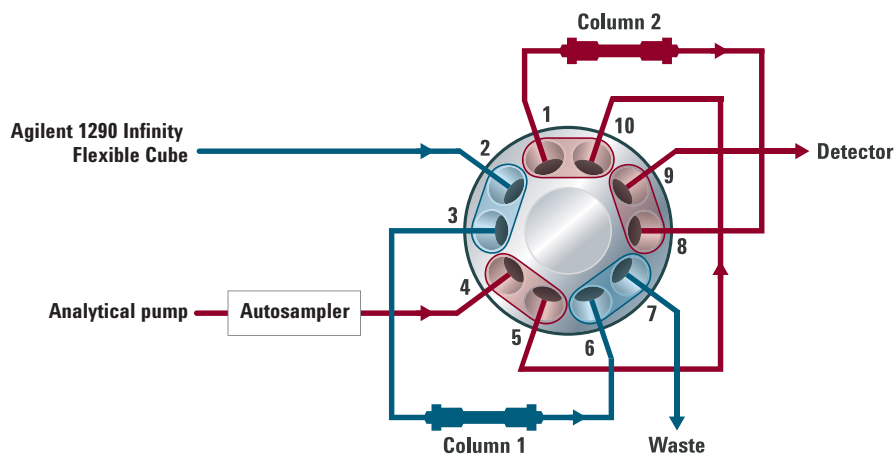 Column 2
1
10
Agilent 1290 Infinity
Flexible Cube
2
9
Detector
3
8
4
7
Analytical pump
Autosampler
5
6
Column 1
Waste